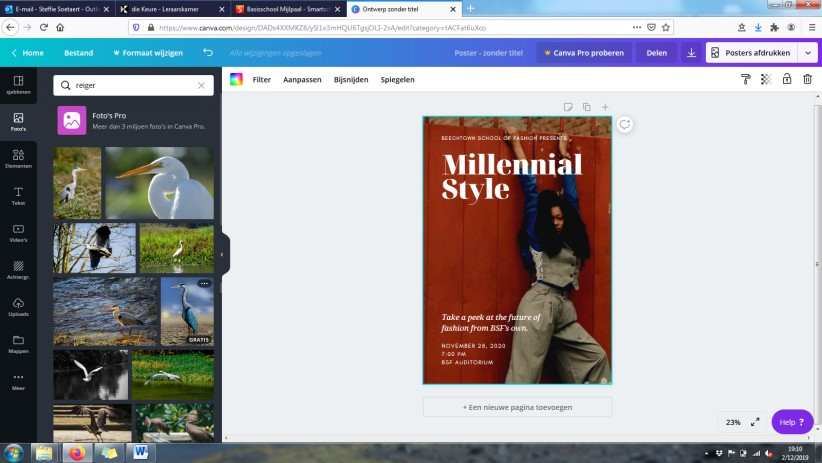 E-mail - Steffie Soetaert - Outl
die Keure - Leraarskamer
Basisschool Mijlpaal - Smartsch
Ontwerp zonder titel
https://www.canva.com/design/DADs4XXMKZ8/ySl1v3mHQU6TgsjOLI-2sA/edit?category=tACFat6uXco
Home
Bestand
Formaat wijzigen
Alle wijzigingen opgeslagen
Poster - zonder titel
Canva Pro proberen
Delen
Posters afdrukken
sjablonen
Foto's
Elementen
Tekst
Video's
Achtergr.
Uploads
Mappen
Meer
reiger
Foto's Pro
Meer dan 3 miljoen foto's in Canva Pro.
GRATIS
Filter
Aanpassen
Bijsnijden
Spiegelen
BEECHTOWN SCHOOL OF FASHION PRESENTS
Millennial
Style
Take a peek at the future of
fashion from BSF's own.
NOVEMBER 28, 2020
7:00 PM
BSF AUDITORIUM
+ Een nieuwe pagina toevoegen
23%
Help ?
19:10
2/12/2019